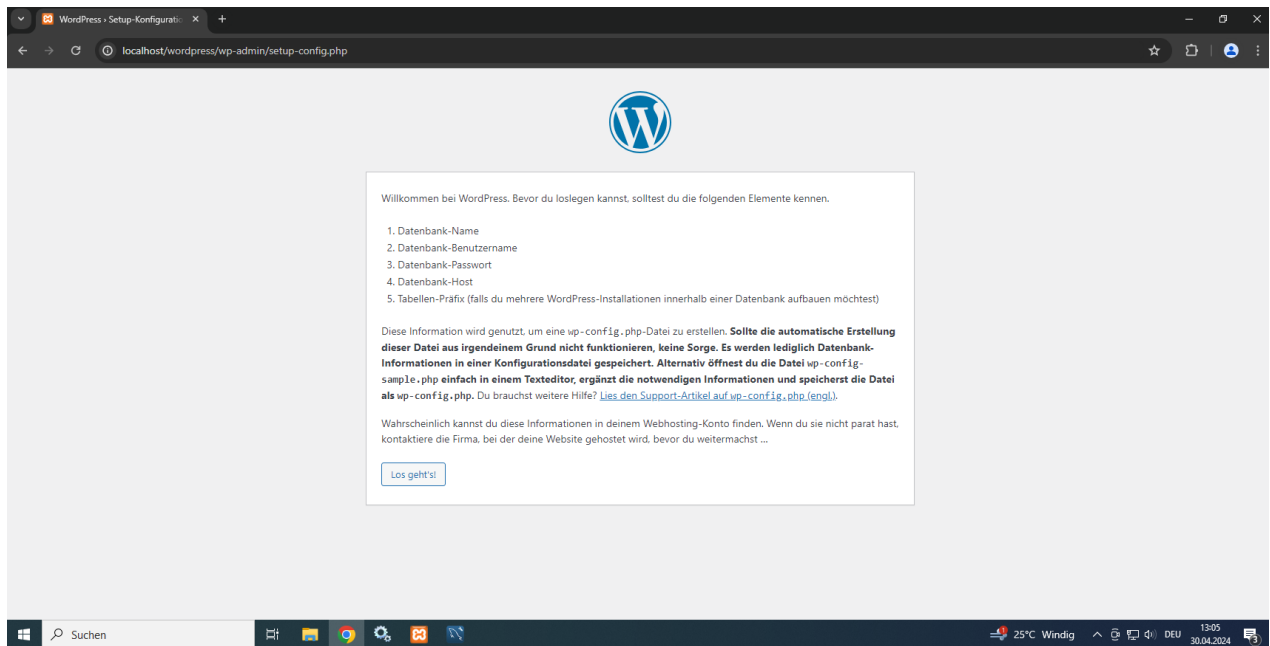 WordPress › Setup-Konfiguratio
localhost/wordpress/wp-admin/setup-config.php
Willkommen bei WordPress. Bevor du loslegen kannst, solltest du die folgenden Elemente kennen.
1. Datenbank-Name
2. Datenbank-Benutzername
3. Datenbank-Passwort
4. Datenbank-Host
5. Tabellen-Präfix (falls du mehrere WordPress-Installationen innerhalb einer Datenbank aufbauen möchtest)
Diese Information wird genutzt, um eine wp-config.php-Datei zu erstellen. Sollte die automatische Erstellung
dieser Datei aus irgendeinem Grund nicht funktionieren, keine Sorge. Es werden lediglich Datenbank-
Informationen in einer Konfigurationsdatei gespeichert. Alternativ öffnest du die Datei wp-config-
sample.php einfach in einem Texteditor, ergänzt die notwendigen Informationen und speicherst die Datei
als wp-config.php. Du brauchst weitere Hilfe? Lies den Support-Artikel auf wp-config.php (engl.).
Wahrscheinlich kannst du diese Informationen in deinem Webhosting-Konto finden. Wenn du sie nicht parat hast,
kontaktiere die Firma, bei der deine Website gehostet wird, bevor du weitermachst ...
Los geht's!
Suchen
25°C Windig
DEU
13:05
30.04.2024
3